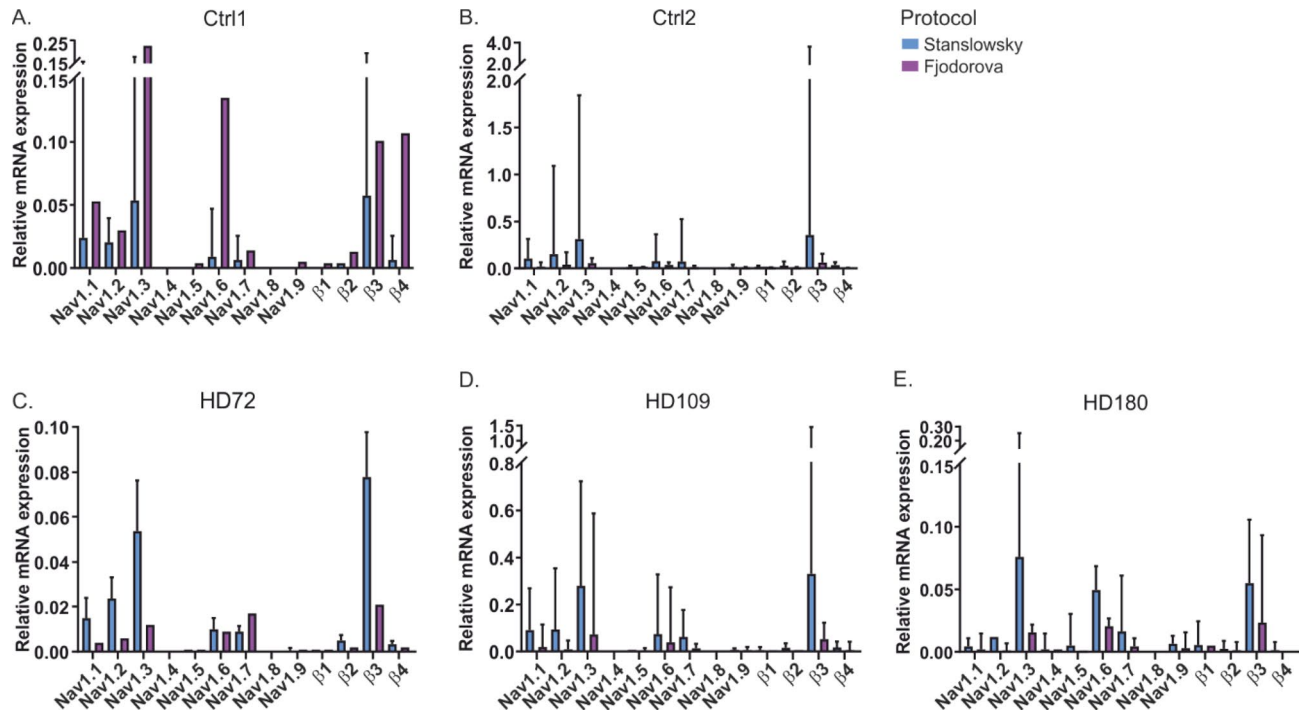 A.
Ctrl1
Relative mRNA expression
0.25
0.15
0.15
0.10
0.05
0.00
Nav1.1
Nav1.2
Nav1.3
Nav1.4
Nav1.5
Nav1.6
Nav1.7
Nav1.8
Nav1.9
β1
β2
β3
β4
B.
Ctrl2
Relative mRNA expression
4.0
2.0
2.0
1.5
1.0
0.5
0.0
Nav1.1
Nav1.2
Nav1.3
Nav1.4
Nav1.5
Nav1.6
Nav1.7
Nav1.8
Nav1.9
β1
β2
β3
β4
Protocol
Stanslowsky
Fjodorova
C.
HD72
Relative mRNA expression
0.10
0.08
0.06
0.04
0.02
0.00
Nav1.1
Nav1.2
Nav1.3
Nav1.4
Nav1.5
Nav1.6
Nav1.7
Nav1.8
Nav1.9
β1
β2
β3
β4
D.
HD109
Relative mRNA expression
1.5
1.0
0.8
0.6
0.4
0.2
0.0
Nav1.1
Nav1.2
Nav1.3
Nav1.4
Nav1.5
Nav1.6
Nav1.7
Nav1.8
Nav1.9
β1
β2
β3
β4
E.
HD180
Relative mRNA expression
0.30
0.20
0.15
0.10
0.05
0.00
Nav1.1
Nav1.2
Nav1.3
Nav1.4
Nav1.5
Nav1.6
Nav1.7
Nav1.8
Nav1.9
β1
β2
β3
β4